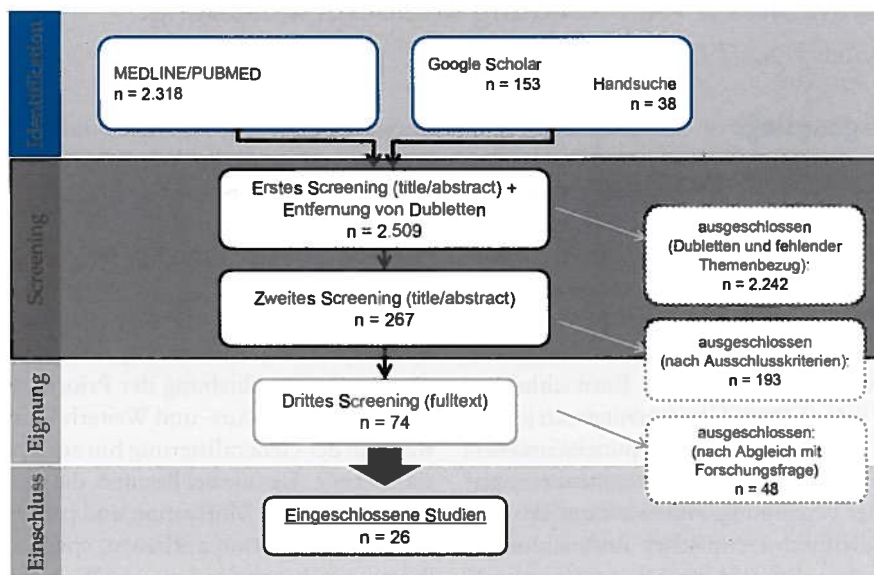 Identification
MEDLINE/PUBMED
n = 2.318
Google Scholar
n = 153
Handsuche
n = 38
Screening
Erstes Screening (title/abstract) +
Entfernung von Dubletten
n = 2.509
ausgeschlossen
(Dubletten und fehlender
Themenbezug):
n = 2.242
Zweites Screening (title/abstract)
n = 267
ausgeschlossen
(nach Ausschlusskriterien):
n = 193
Eignung
Drittes Screening (fulltext)
n = 74
ausgeschlossen:
(nach Abgleich mit
Forschungsfrage)
n = 48
Einschluss
Eingeschlossene Studien
n = 26